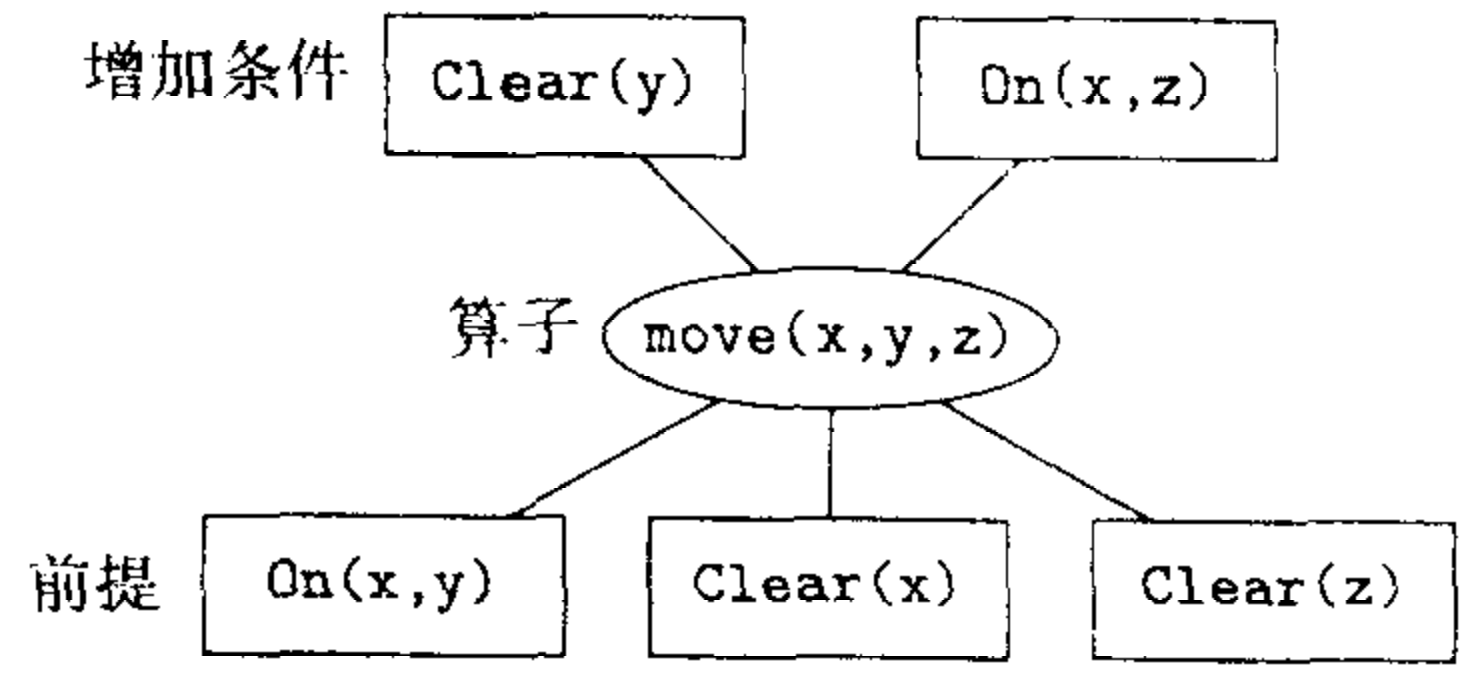 增加条件 Clear(y) On(x,z)
算子 move(x,y,z)
前提 On(x,y) Clear(x) Clear(z)